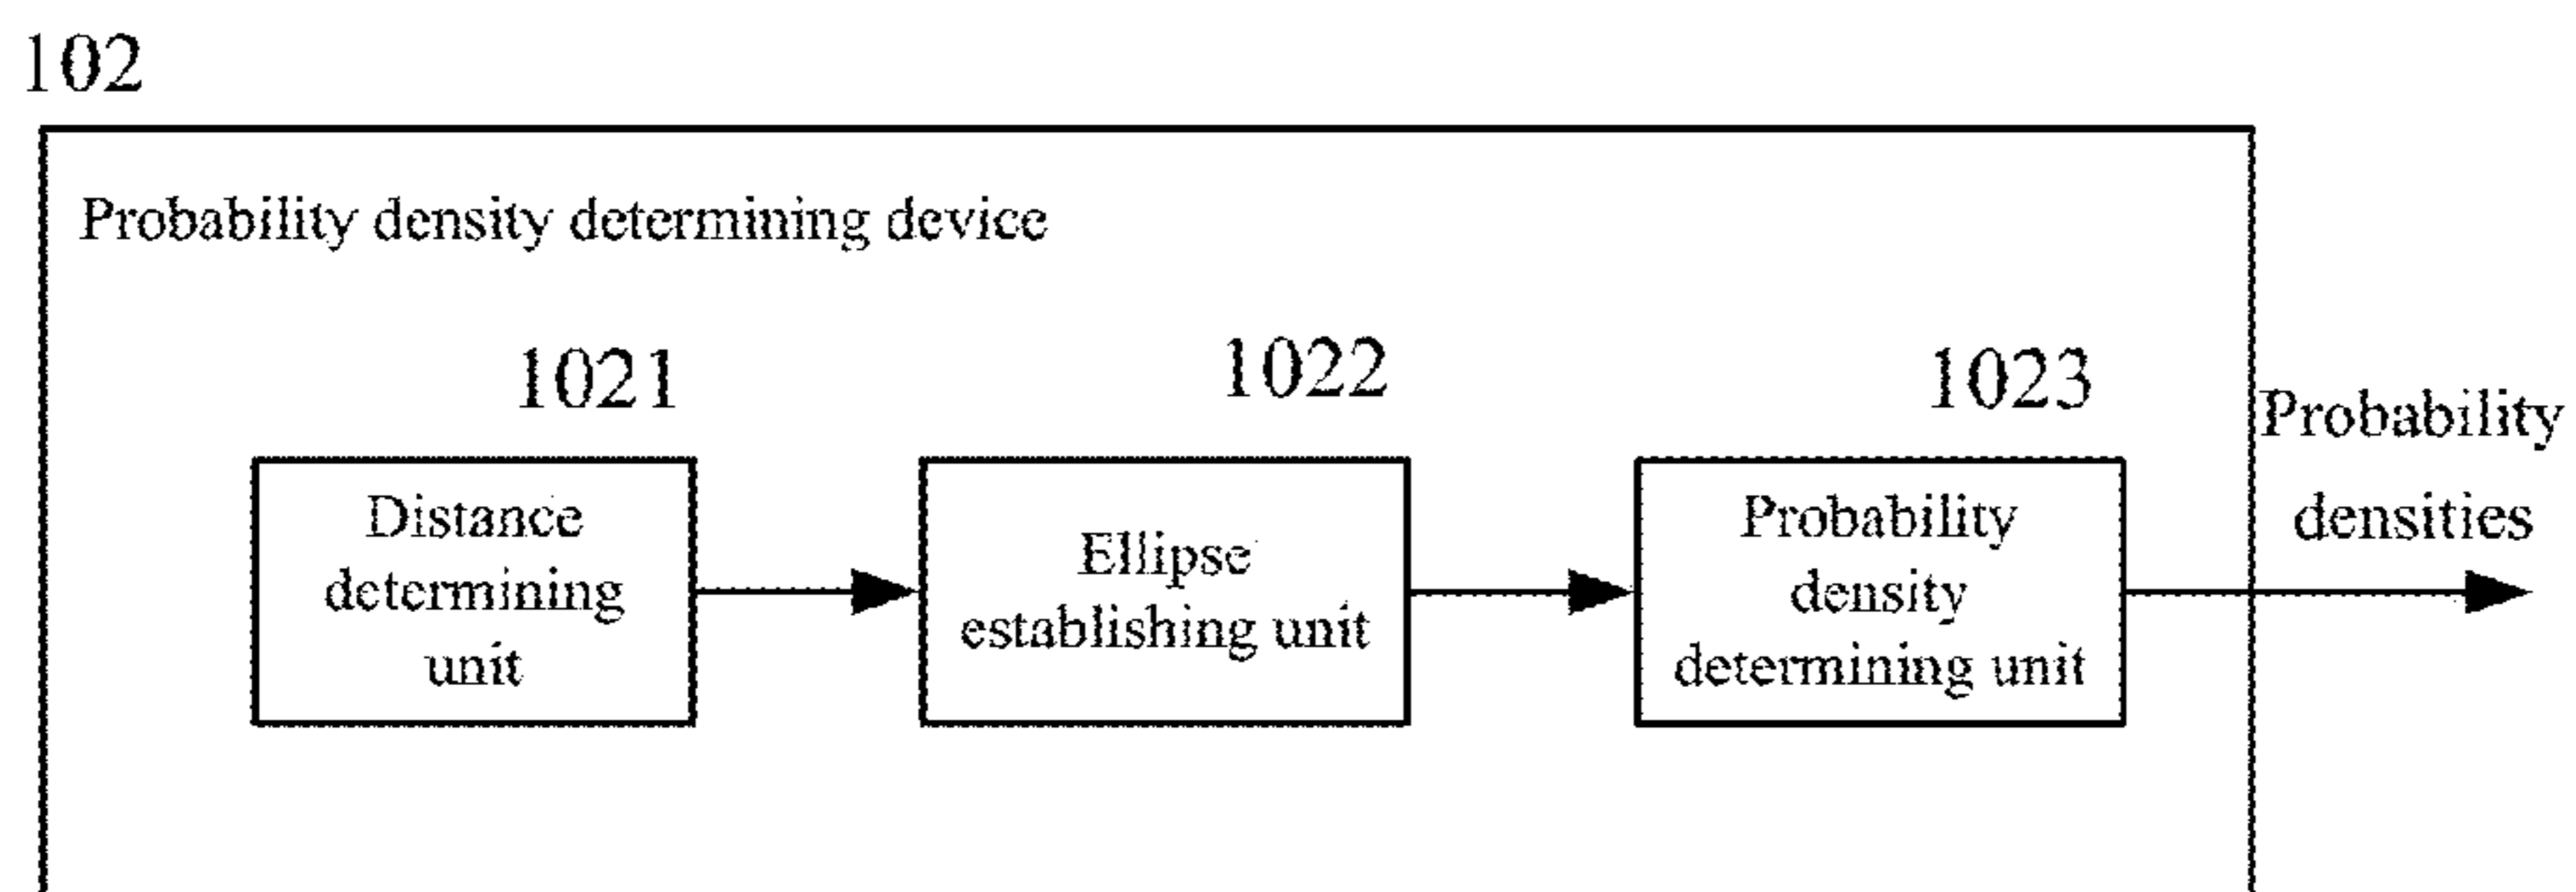 102
Probability density determining device
1021
1022
1023
Distance
determining
unit
Ellipse
establishing unit
Probability
density
determining unit
Probability
densities